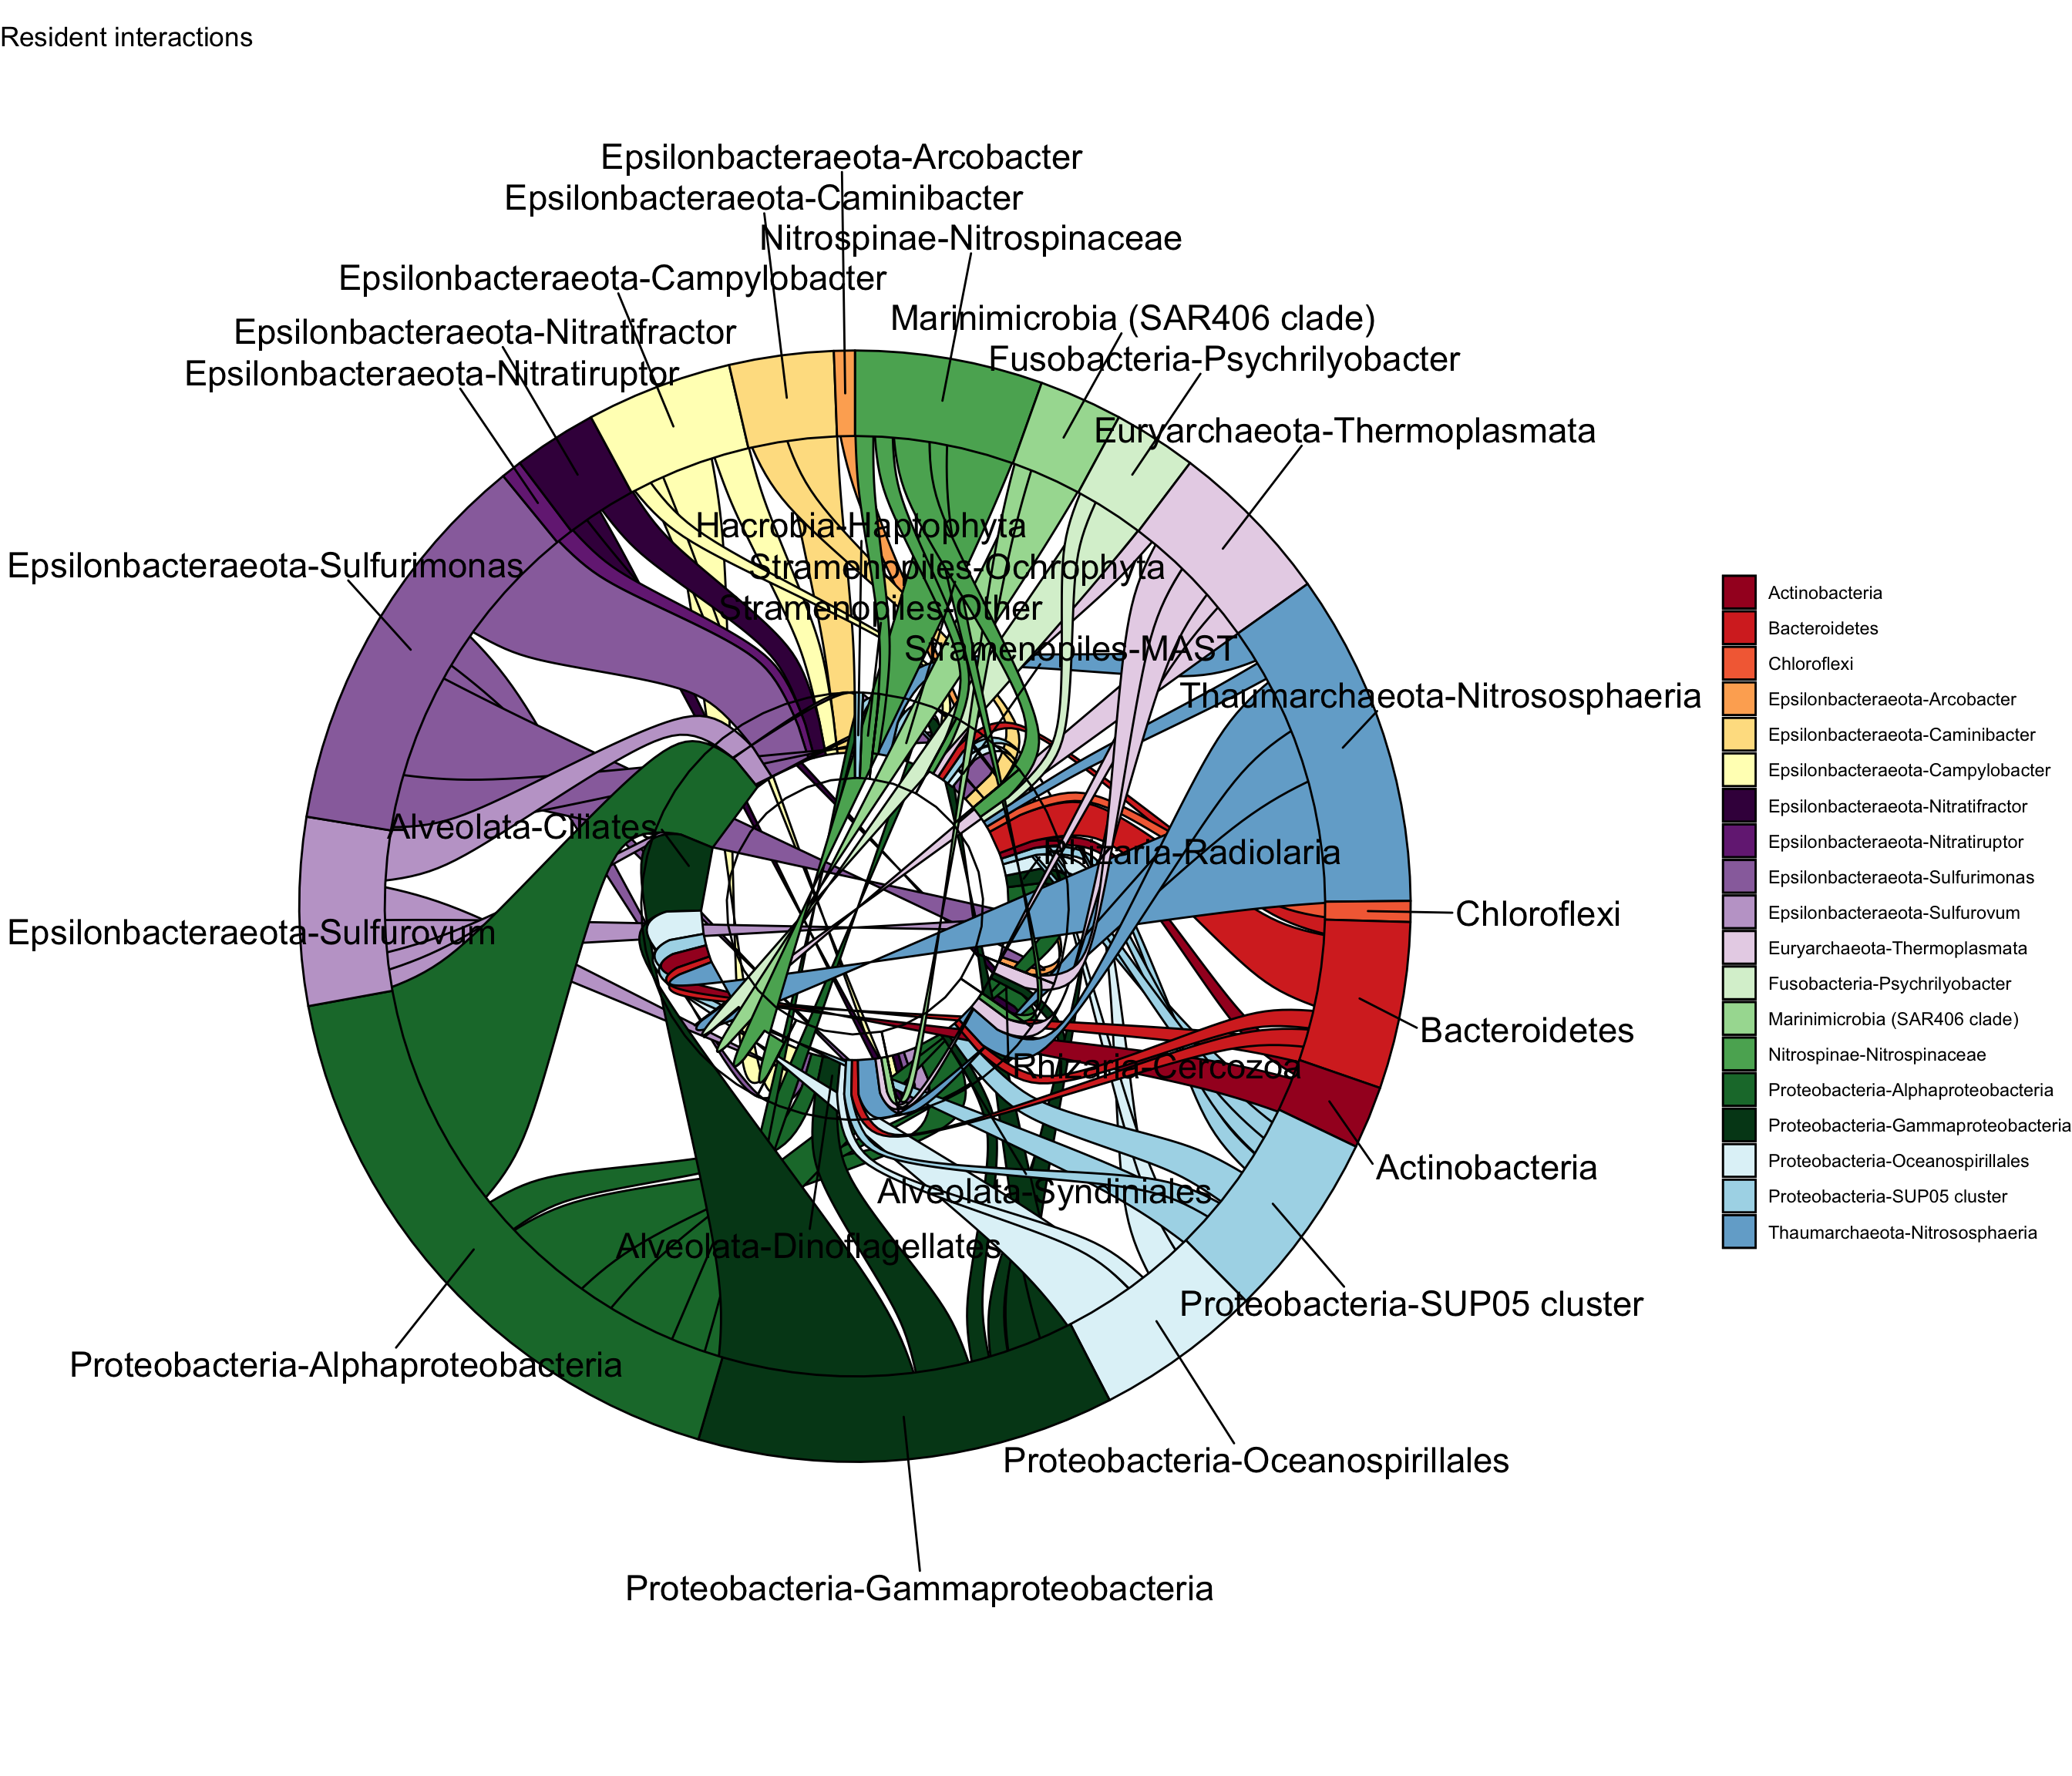 Resident interactions
Epsilonbacteraeota-Arcobacter
Epsilonbacteraeota-Caminibacter
Nitrospinae-Nitrospinaceae
Epsilonbacteraeota-Campylobacter
Marinimicrobia (SAR406 clade)
Epsilonbacteraeota-Nitratifractor
Fusobacteria-Psychrilyobacter
Epsilonbacteraeota-Nitratiruptor
Euryarchaeota-Thermoplasmata
Hacrobia-Haptophyta
Epsilonbacteraeota-Sulfurimonas
Stramenopiles-Ochrophyta
Stramenopiles-Other
Stramenopiles-MAST
Thaumarchaeota-Nitrososphaeria
Alveolata-Ciliates
Rhizaria-Radiolaria
Chloroflexi
Epsilonbacteraeota-Sulfurovum
Bacteroidetes
Rhizaria-Cercozoa
Actinobacteria
Alveolata-Syndiniales
Alveolata-Dinoflagellates
Proteobacteria-SUP05 cluster
Proteobacteria-Alphaproteobacteria
Proteobacteria-Oceanospirillales
Proteobacteria-Gammaproteobacteria
Actinobacteria
Bacteroidetes
Chloroflexi
Epsilonbacteraeota-Arcobacter
Epsilonbacteraeota-Caminibacter
Epsilonbacteraeota-Campylobacter
Epsilonbacteraeota-Nitratifractor
Epsilonbacteraeota-Nitratiruptor
Epsilonbacteraeota-Sulfurimonas
Epsilonbacteraeota-Sulfurovum
Euryarchaeota-Thermoplasmata
Fusobacteria-Psychrilyobacter
Marinimicrobia (SAR406 clade)
Nitrospinae-Nitrospinaceae
Proteobacteria-Alphaproteobacteria
Proteobacteria-Gammaproteobacteria
Proteobacteria-Oceanospirillales
Proteobacteria-SUP05 cluster
Thaumarchaeota-Nitrososphaeria